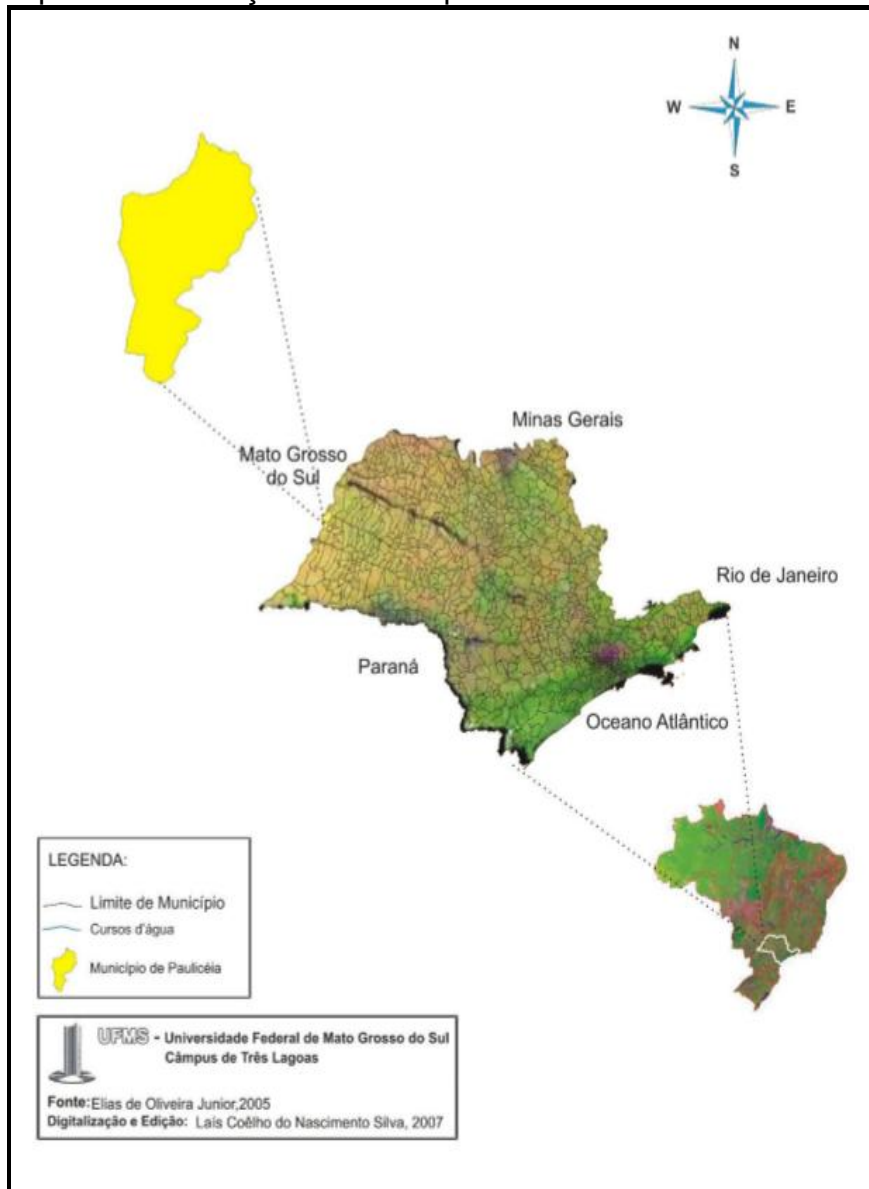 N
W E
S
Minas Gerais
Mato Grosso
do Sul
Rio de Janeiro
Paraná
Oceano Atlântico
LEGENDA:
Limite de Município
Cursos d'água
Município de Paulicéia
UFMS - Universidade Federal de Mato Grosso do Sul
Câmpus de Três Lagoas
Fonte: Elias de Oliveira Junior,2005
Digitalização e Edição: Laís Coêlho do Nascimento Silva, 2007